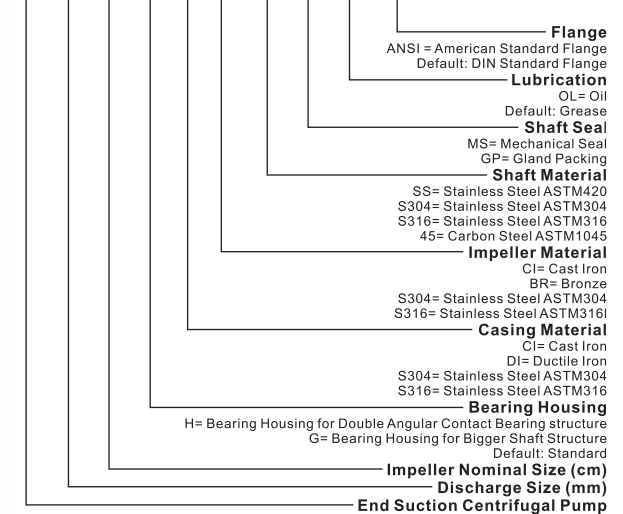 Flange
ANSI = American Standard Flange
Default: DIN Standard Flange
Lubrication
OL= Oil
Default: Grease
Shaft Seal
MS= Mechanical Seal
GP= Gland Packing
Shaft Material
SS= Stainless Steel ASTM420
S304= Stainless Steel ASTM304
S316= Stainless Steel ASTM316
45= Carbon Steel ASTM1045
Impeller Material
CI= Cast Iron
BR= Bronze
S304= Stainless Steel ASTM304
S316= Stainless Steel ASTM316l
Casing Material
CI= Cast Iron
DI= Ductile Iron
S304= Stainless Steel ASTM304
S316= Stainless Steel ASTM316
Bearing Housing
H= Bearing Housing for Double Angular Contact Bearing structure
G= Bearing Housing for Bigger Shaft Structure
Default: Standard
Impeller Nominal Size (cm)
Discharge Size (mm)
End Suction Centrifugal Pump